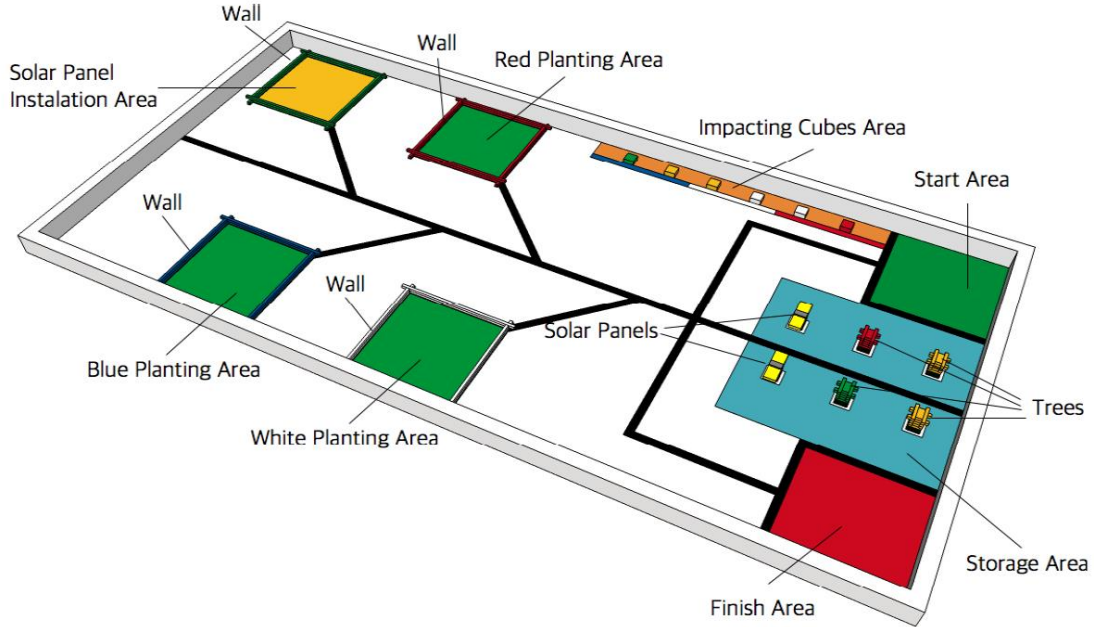 Wall
Wall
Solar Panel
Instalation Area
Red Planting Area
Impacting Cubes Area
Start Area
Wall
Wall
Solar Panels
Blue Planting Area
Trees
White Planting Area
Storage Area
Finish Area